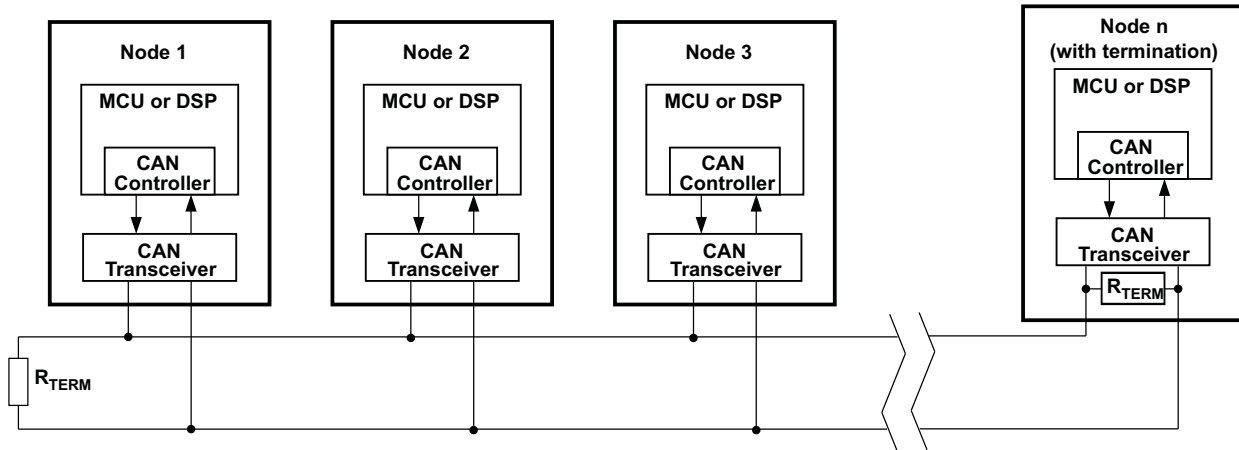 Node 1
MCU or DSP
CAN
Controller
CAN
Transceiver
Node 2
MCU or DSP
CAN
Controller
CAN
Transceiver
Node 3
MCU or DSP
CAN
Controller
CAN
Transceiver
Node n
(with termination)
MCU or DSP
CAN
Controller
CAN
Transceiver
RTERM
RTERM